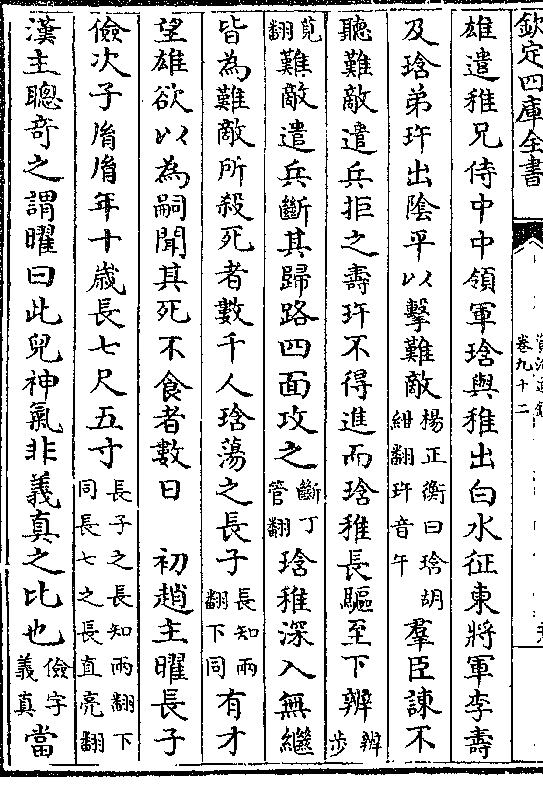 欽定四庫全書
資治通鑑
卷九十二
雄遣稚兄侍中中領軍琀與稚出白水征東將軍李壽
及琀弟玝出陰平以擊難敵楊正衡曰琀胡紺翻玝音午羣臣諫不
聽難敵遣兵拒之壽玝不得進而琀稚長驅至下辨辨步
莧翻難敵遣兵斷其歸路四面攻之斷丁管翻琀稚深入無繼
皆為難敵所殺死者數千人琀蕩之長子長知兩翻下同有才
望雄欲以為嗣聞其死不食者數日　初趙主曜長子
儉次子胤胤年十歲長七尺五寸長子之長知兩翻下同長七之長直亮翻
漢主聰奇之謂曜曰此兒神氣非義真之比也儉字義真當